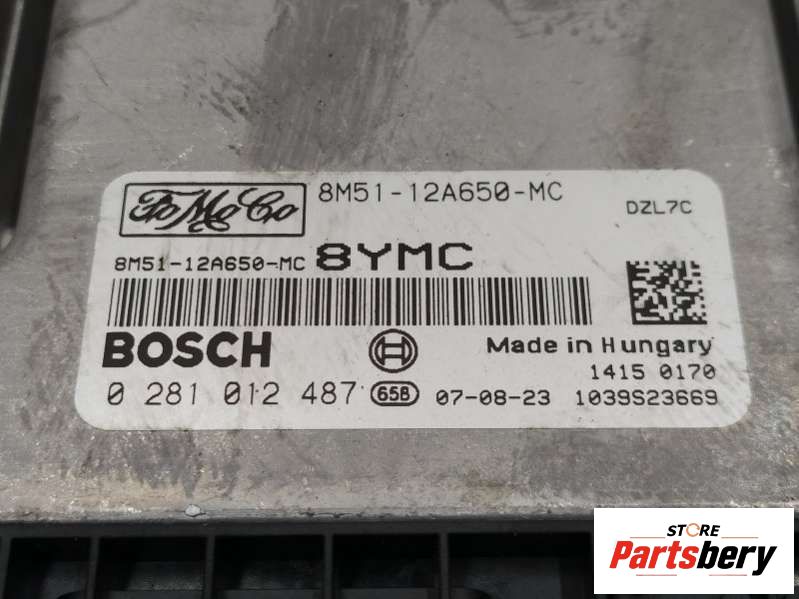 FoMoCo
8M51-12A650-MC
DZL7C
8M51-12A650-MC 8YMC
BOSCH
Made in Hungary
1415 0170
0 281 012 487 65B 07-08-23 1039S23669
STORE
Partsbery